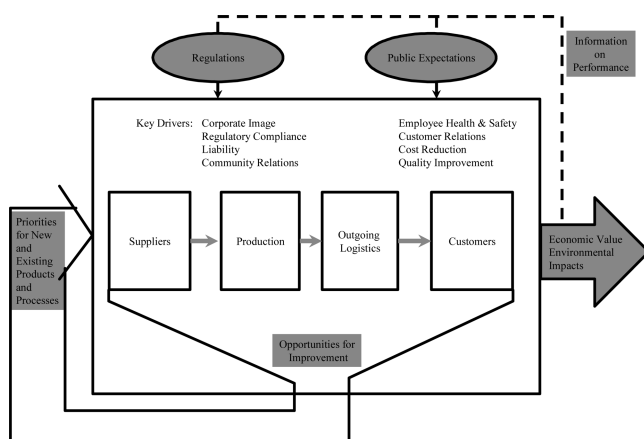 Regulations
Public Expectations
Information
on
Performance
Key Drivers: Corporate Image
Regulatory Compliance
Liability
Community Relations
Employee Health & Safety
Customer Relations
Cost Reduction
Quality Improvement
Priorities
for New
and
Existing
Products
and
Processes
Suppliers
Production
Outgoing
Logistics
Customers
Economic Value
Environmental
Impacts
Opportunities for
Improvement